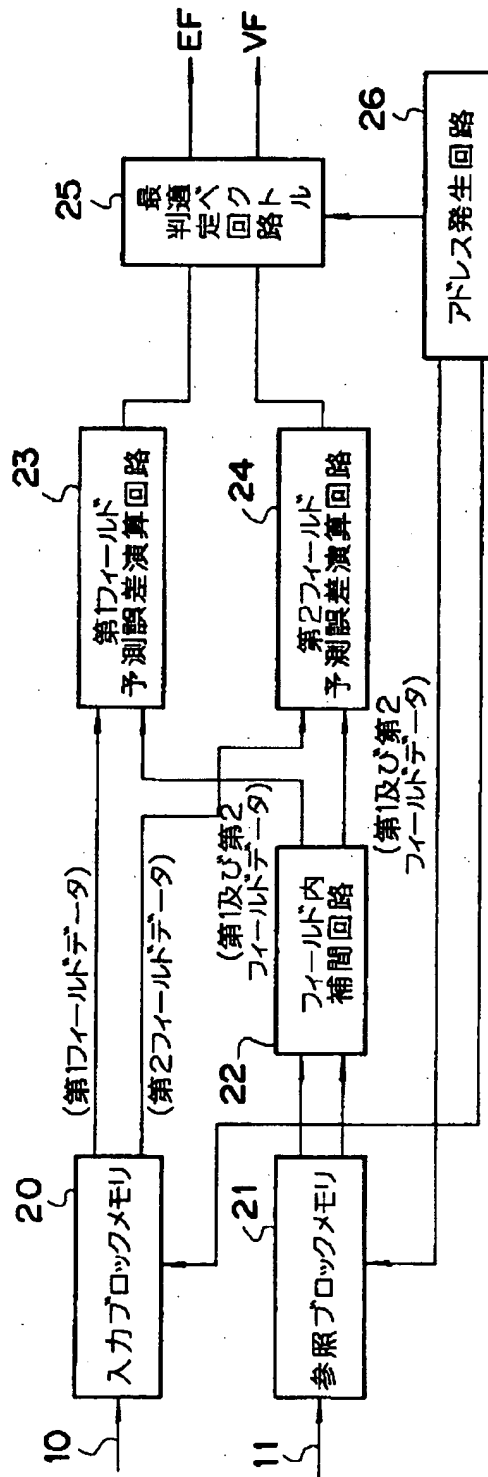 10
20
入力ブロックメモリ
(第1フィールドデータ)
(第2フィールドデータ)
23
第1フィールド
予測誤差演算回路
25
最適ベクトル
判定回路
EF
VF
11
21
参照ブロックメモリ
22
フィールド内
補間回路
(第1及び第2
フィールドデータ)
24
第2フィールド
予測誤差演算回路
(第1及び第2
フィールドデータ)
26
アドレス発生回路